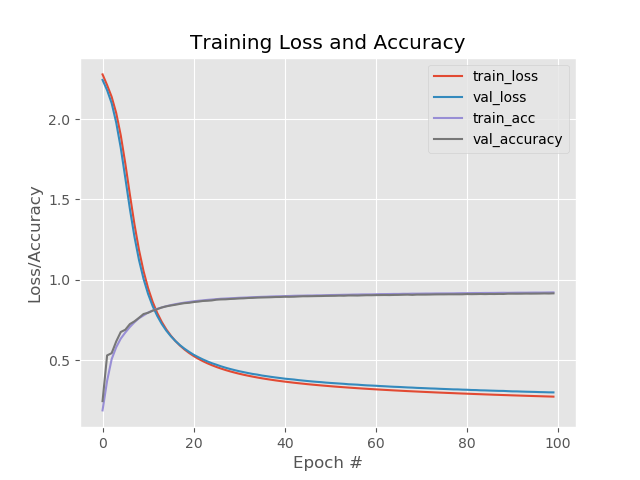 Training Loss and Accuracy
train_loss
val_loss
train_acc
val_accuracy
Loss/Accuracy
2.0
1.5
1.0
0.5
0 20 40 60 80 100
Epoch #